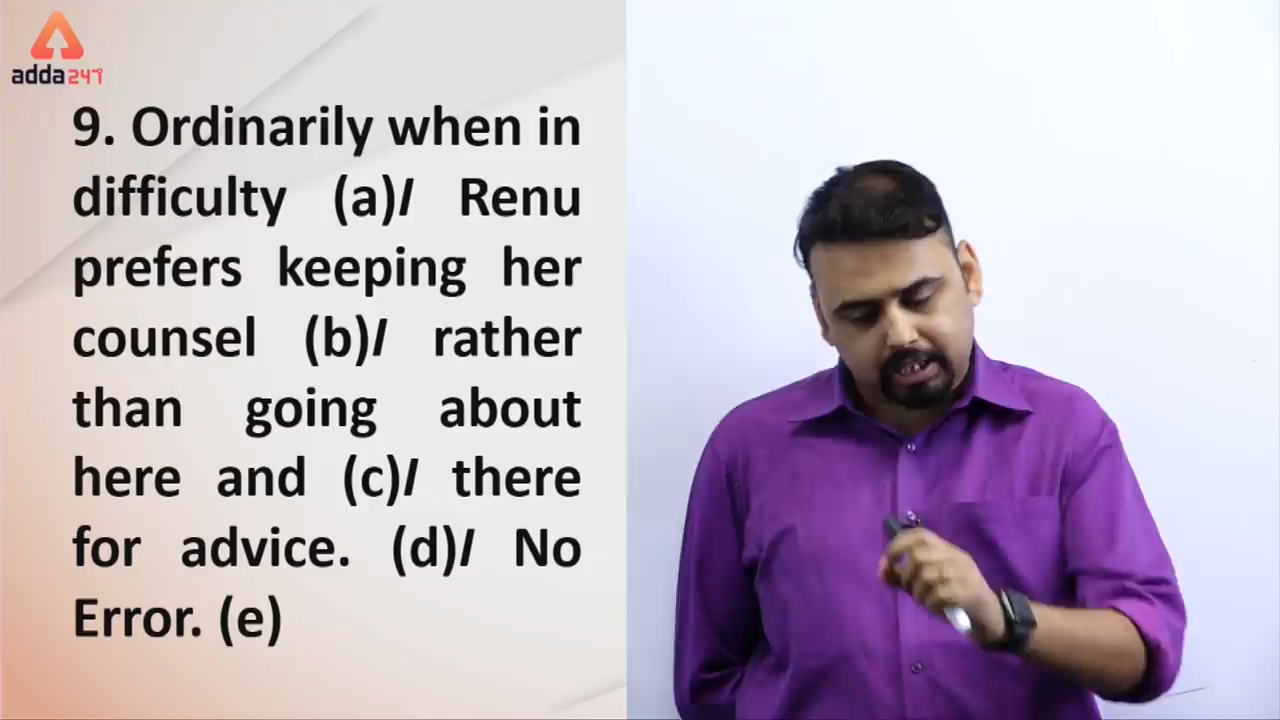 adda247
9. Ordinarily when in
difficulty (a)/ Renu
prefers keeping her
counsel (b)/ rather
than going about
here and (c)/ there
for advice. (d)/ No
Error. (e)